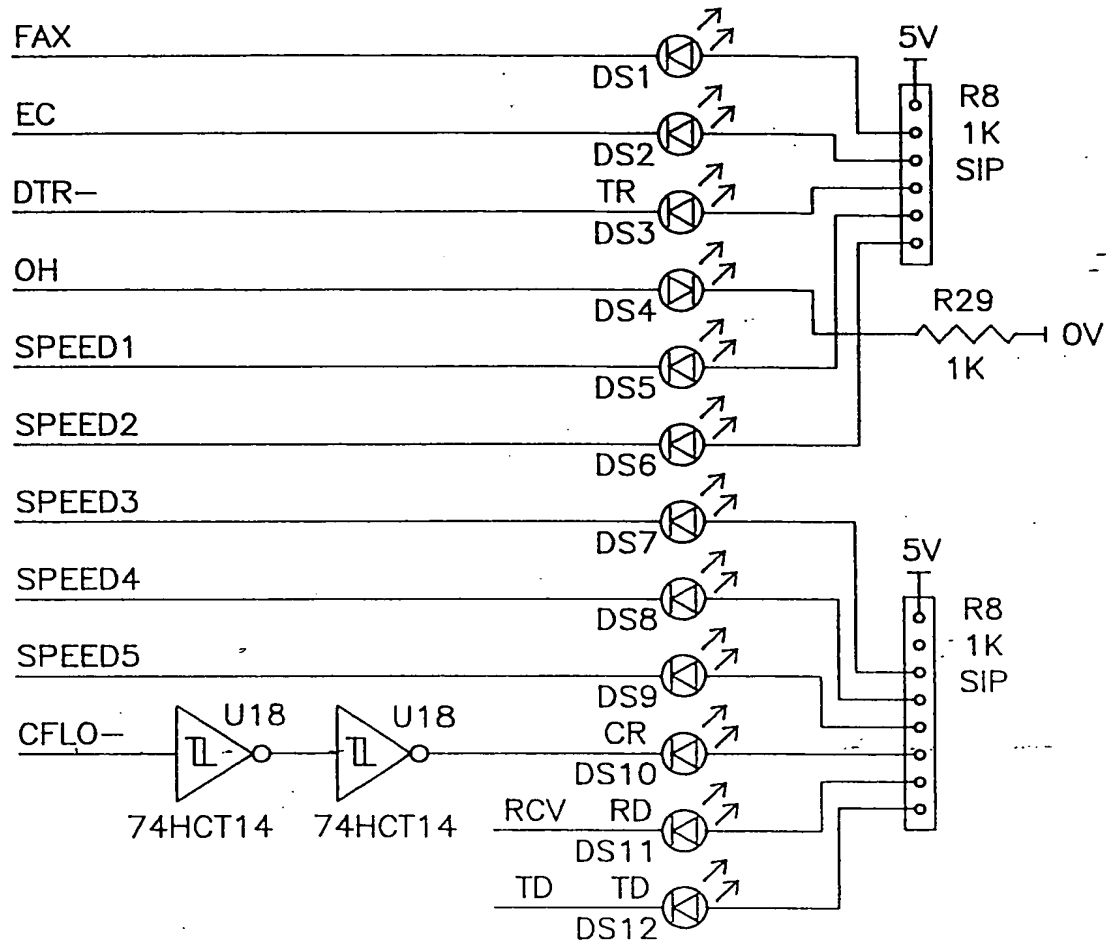 FAX
DS1
5V
R8
1K
SIP
EC
DS2
DTR-
TR
DS3
OH
DS4
R29
1K
0V
SPEED1
DS5
SPEED2
DS6
SPEED3
DS7
5V
R8
1K
SIP
SPEED4
DS8
SPEED5
DS9
CFLO-
U18
U18
CR
DS10
74HCT14
74HCT14
RCV
RD
DS11
TD
TD
DS12